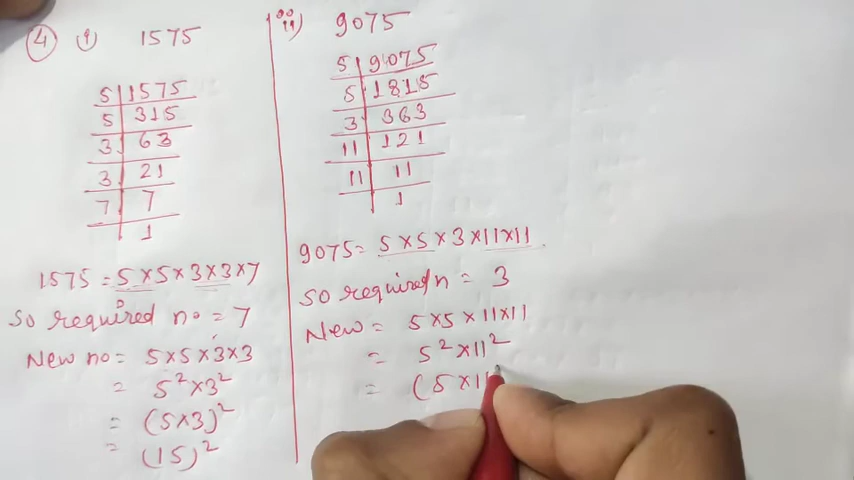 4 i) 1575
5 | 1575
5 | 315
3 | 63
3 | 21
7 | 7
1
1575 = 5×5×3×3×7
So required no = 7
New no = 5×5×3×3
= 5²×3²
= (5×3)²
= (15)²
ii) 9075
5 | 9075
5 | 1815
3 | 363
11 | 121
11 | 11
1
9075 = 5×5×3×11×11
So required n = 3
New = 5×5×11×11
= 5²×11²
= (5×11